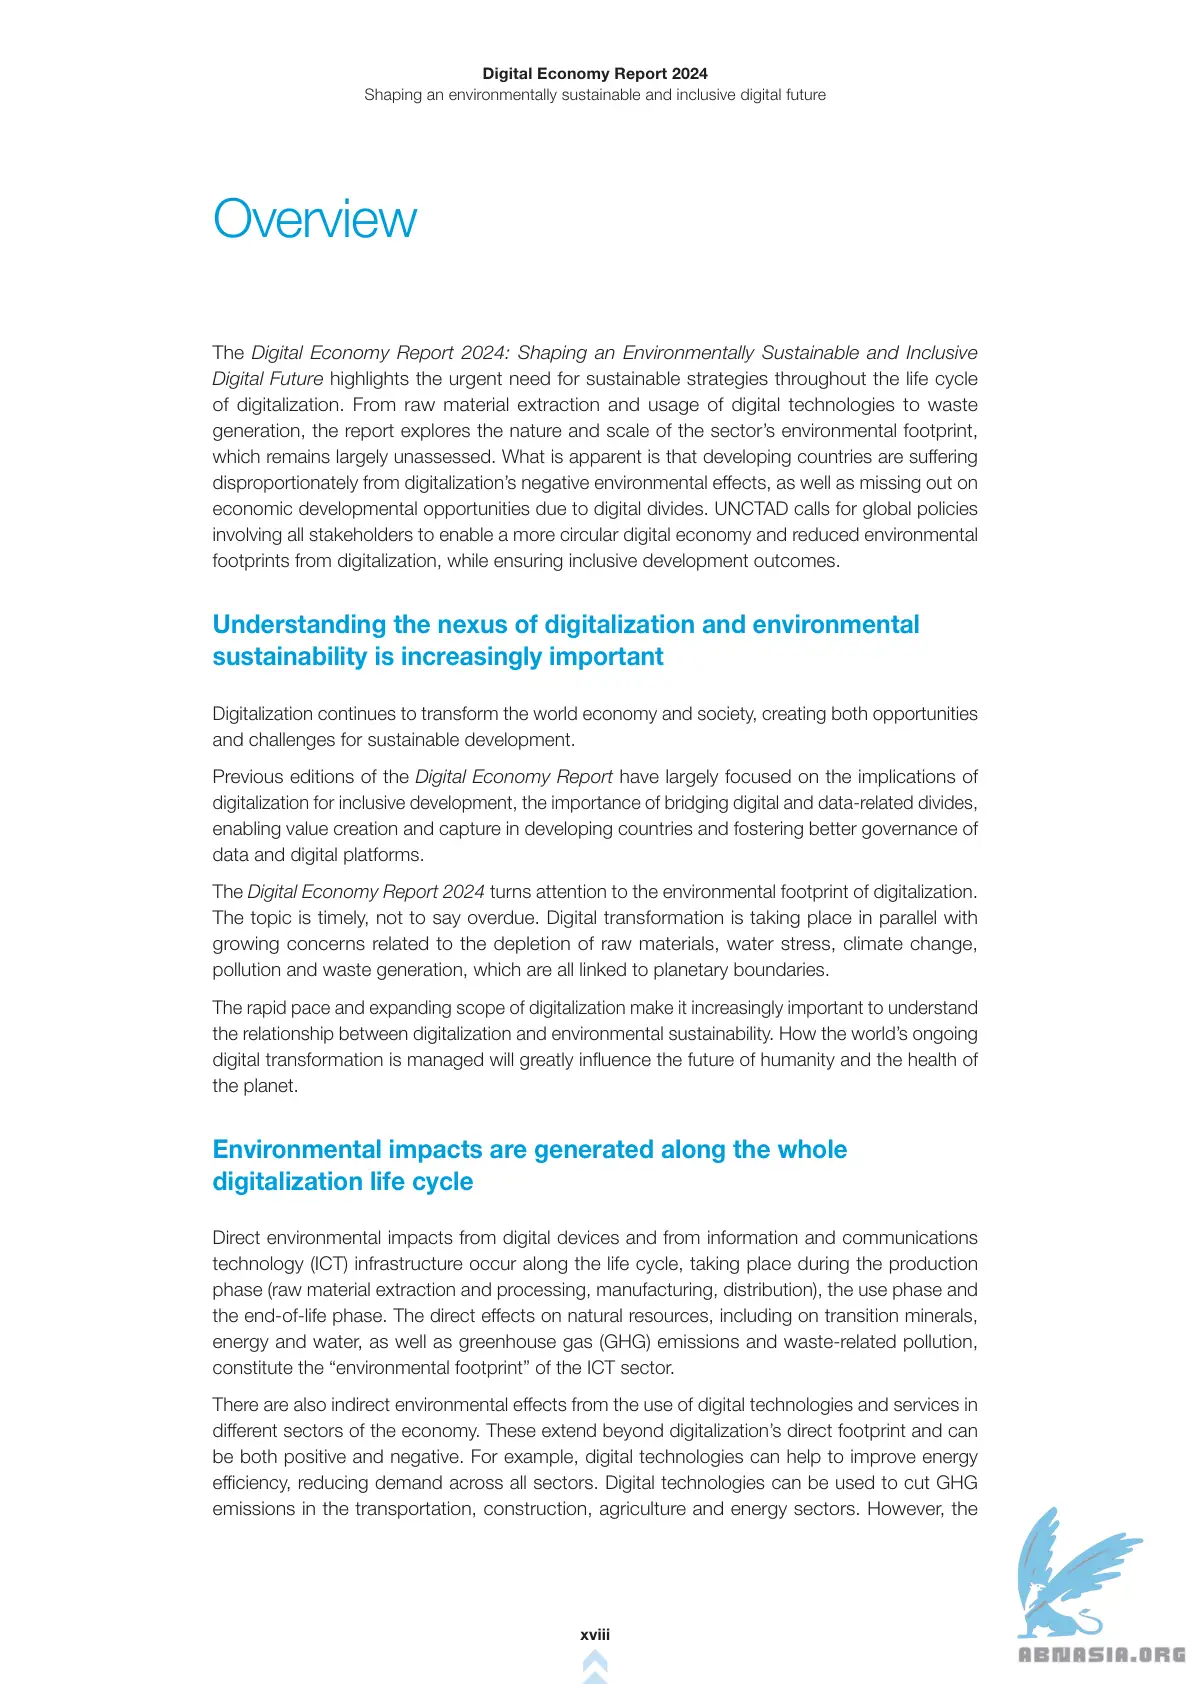 Digital Economy Report 2024
Shaping an environmentally sustainable and inclusive digital future
Overview
The Digital Economy Report 2024: Shaping an Environmentally Sustainable and Inclusive
Digital Future highlights the urgent need for sustainable strategies throughout the life cycle
of digitalization. From raw material extraction and usage of digital technologies to waste
generation, the report explores the nature and scale of the sector’s environmental footprint,
which remains largely unassessed. What is apparent is that developing countries are suffering
disproportionately from digitalization’s negative environmental effects, as well as missing out on
economic developmental opportunities due to digital divides. UNCTAD calls for global policies
involving all stakeholders to enable a more circular digital economy and reduced environmental
footprints from digitalization, while ensuring inclusive development outcomes.
Understanding the nexus of digitalization and environmental
sustainability is increasingly important
Digitalization continues to transform the world economy and society, creating both opportunities
and challenges for sustainable development.
Previous editions of the Digital Economy Report have largely focused on the implications of
digitalization for inclusive development, the importance of bridging digital and data-related divides,
enabling value creation and capture in developing countries and fostering better governance of
data and digital platforms.
The Digital Economy Report 2024 turns attention to the environmental footprint of digitalization.
The topic is timely, not to say overdue. Digital transformation is taking place in parallel with
growing concerns related to the depletion of raw materials, water stress, climate change,
pollution and waste generation, which are all linked to planetary boundaries.
The rapid pace and expanding scope of digitalization make it increasingly important to understand
the relationship between digitalization and environmental sustainability. How the world’s ongoing
digital transformation is managed will greatly influence the future of humanity and the health of
the planet.
Environmental impacts are generated along the whole
digitalization life cycle
Direct environmental impacts from digital devices and from information and communications
technology (ICT) infrastructure occur along the life cycle, taking place during the production
phase (raw material extraction and processing, manufacturing, distribution), the use phase and
the end-of-life phase. The direct effects on natural resources, including on transition minerals,
energy and water, as well as greenhouse gas (GHG) emissions and waste-related pollution,
constitute the “environmental footprint” of the ICT sector.
There are also indirect environmental effects from the use of digital technologies and services in
different sectors of the economy. These extend beyond digitalization’s direct footprint and can
be both positive and negative. For example, digital technologies can help to improve energy
efficiency, reducing demand across all sectors. Digital technologies can be used to cut GHG
emissions in the transportation, construction, agriculture and energy sectors. However, the
xviii
ABNASIA.ORG